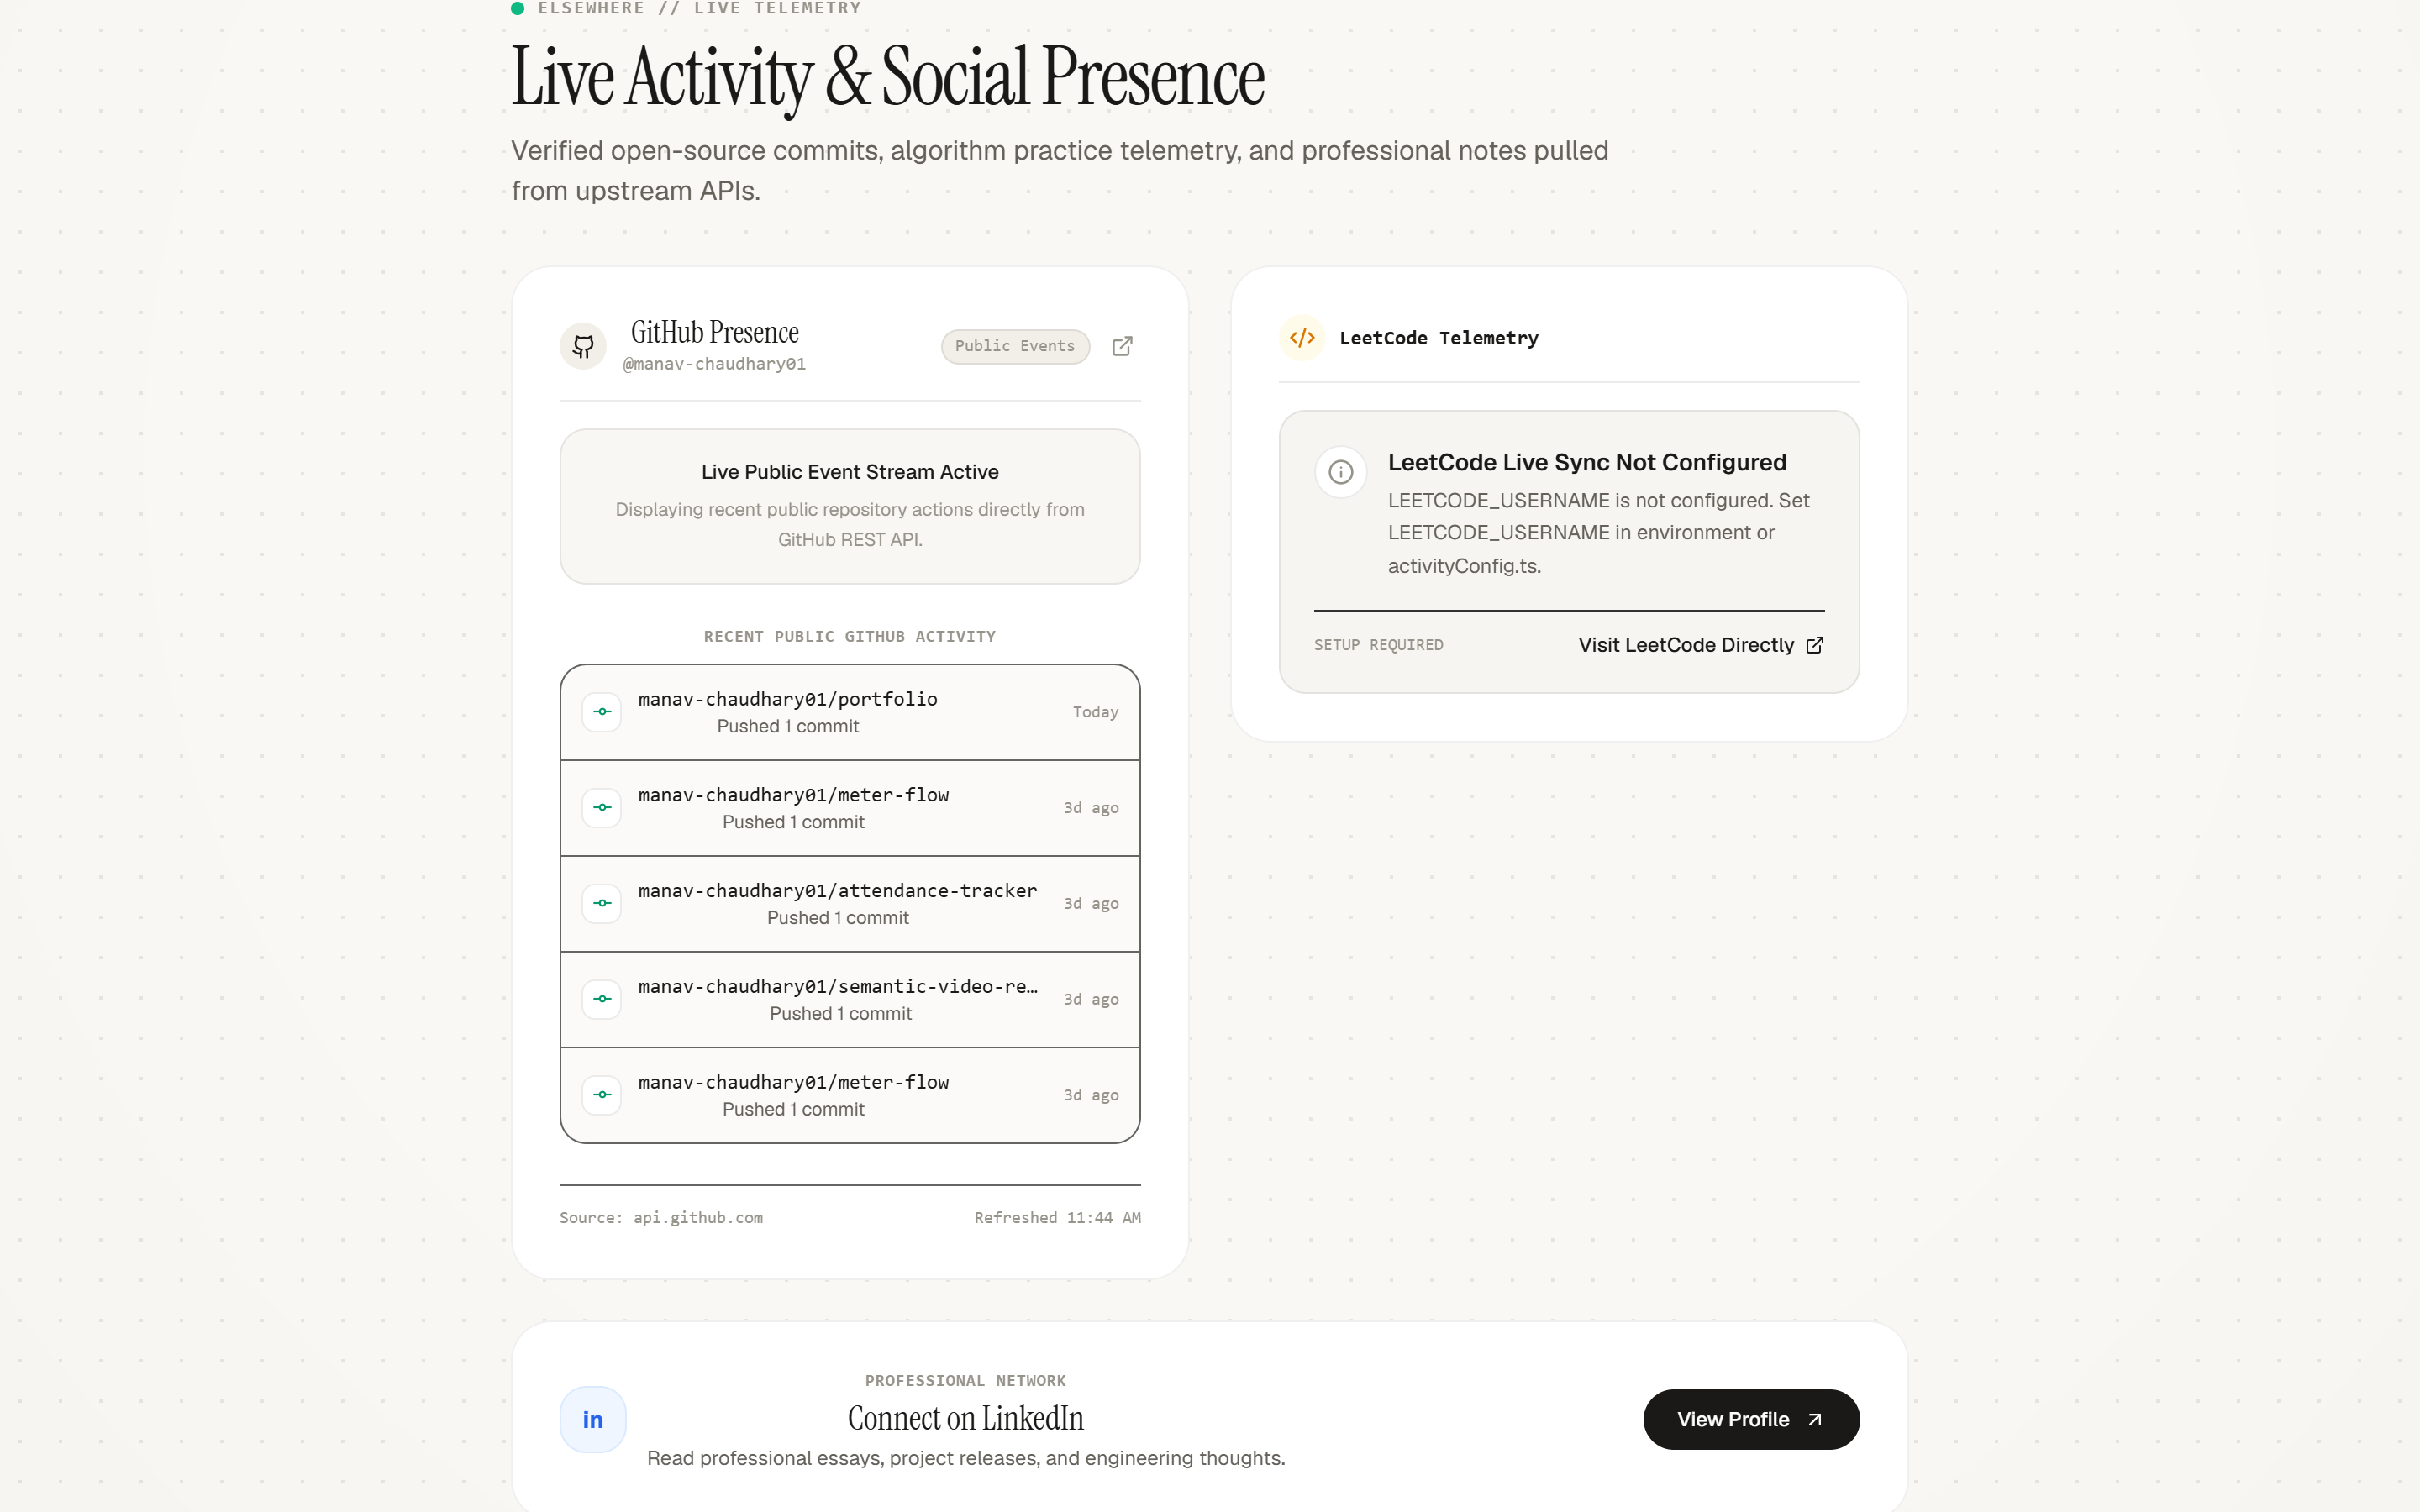 ELSEWHERE // LIVE TELEMETRY
Live Activity & Social Presence
Verified open-source commits, algorithm practice telemetry, and professional notes pulled
from upstream APIs.
GitHub Presence
@manav-chaudhary01
Public Events
Live Public Event Stream Active
Displaying recent public repository actions directly from
GitHub REST API.
RECENT PUBLIC GITHUB ACTIVITY
manav-chaudhary01/portfolio
Pushed 1 commit
Today
manav-chaudhary01/meter-flow
Pushed 1 commit
3d ago
manav-chaudhary01/attendance-tracker
Pushed 1 commit
3d ago
manav-chaudhary01/semantic-video-re…
Pushed 1 commit
3d ago
manav-chaudhary01/meter-flow
Pushed 1 commit
3d ago
Source: api.github.com
Refreshed 11:44 AM
LeetCode Telemetry
LeetCode Live Sync Not Configured
LEETCODE_USERNAME is not configured. Set
LEETCODE_USERNAME in environment or
activityConfig.ts.
SETUP REQUIRED
Visit LeetCode Directly
in
PROFESSIONAL NETWORK
Connect on LinkedIn
Read professional essays, project releases, and engineering thoughts.
View Profile